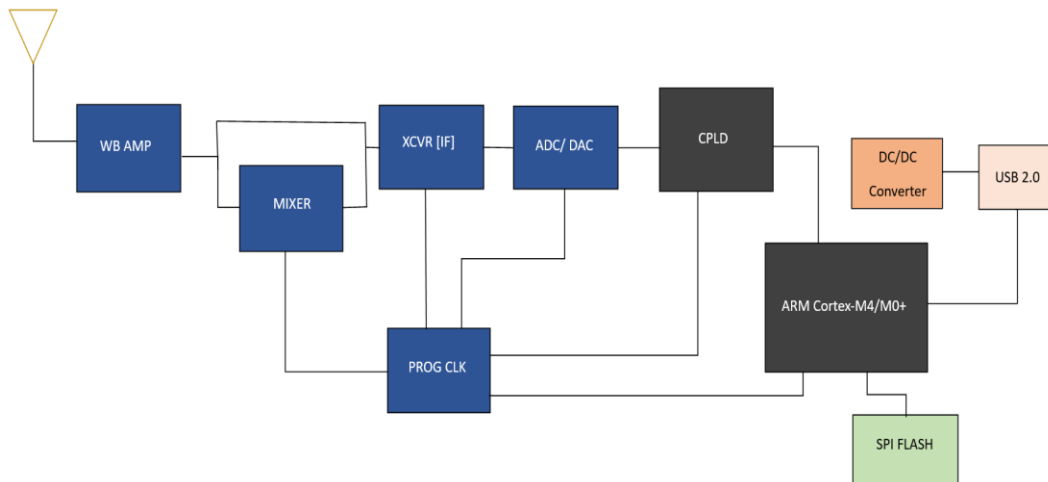 WB AMP
MIXER
XCVR [IF]
ADC/ DAC
CPLD
DC/DC
Converter
USB 2.0
ARM Cortex-M4/M0+
PROG CLK
SPI FLASH